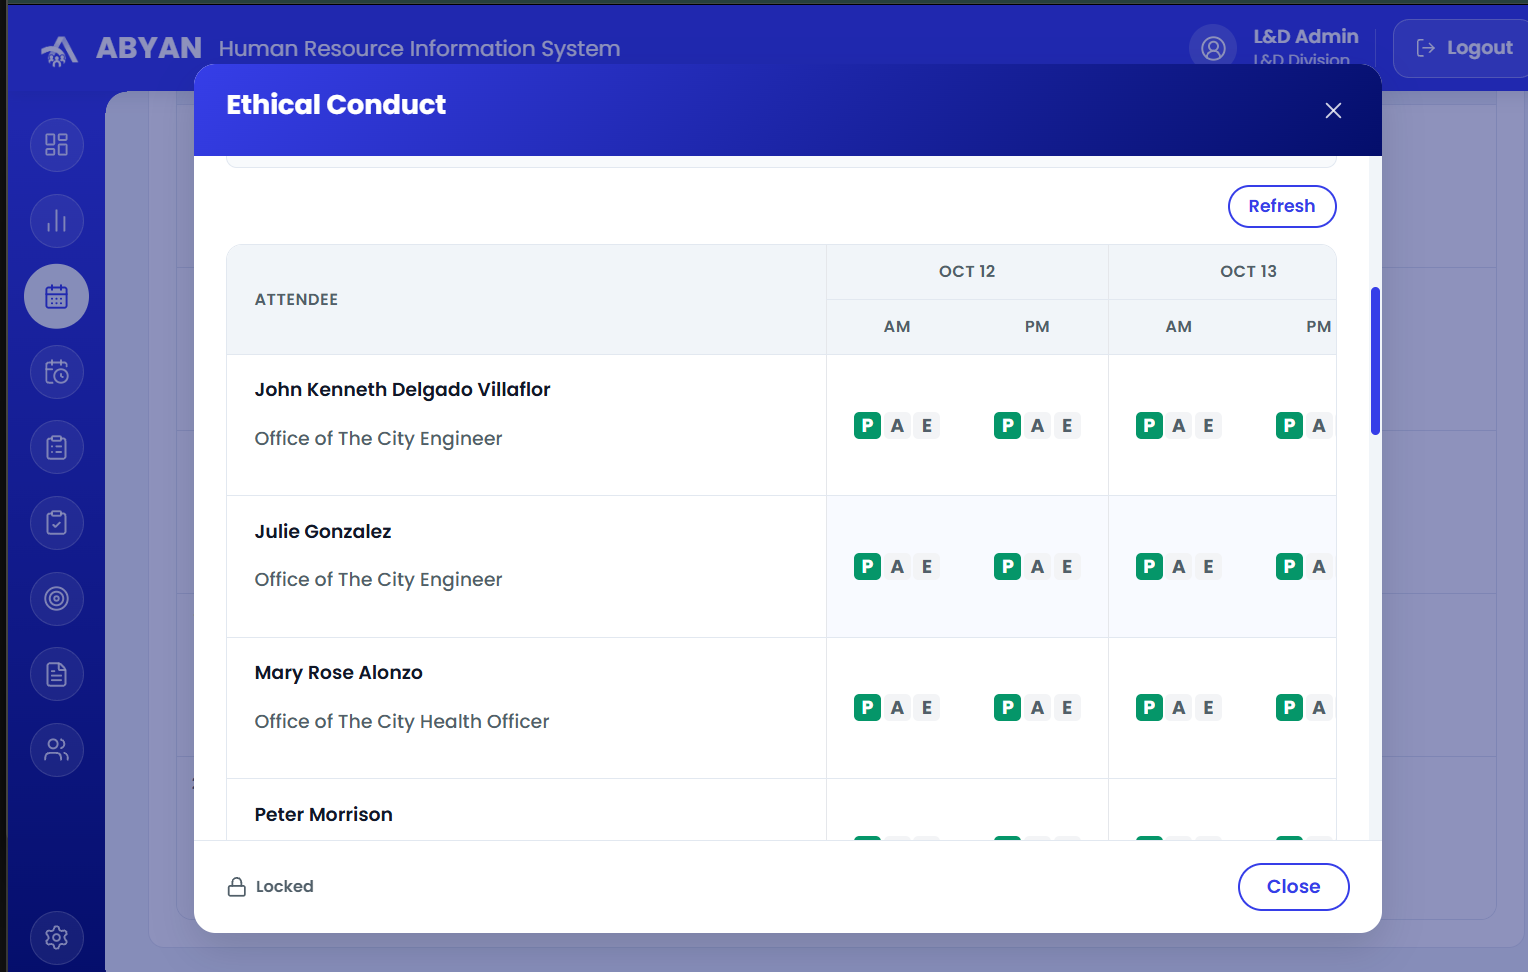 ABYAN Human Resource Information System
L&D Admin
L&D Division
Logout
Ethical Conduct
Refresh
ATTENDEE
OCT 12 OCT 13
AM PM AM PM
John Kenneth Delgado Villaflor
Office of The City Engineer
P A E P A E P A E P A
Julie Gonzalez
Office of The City Engineer
P A E P A E P A E P A
Mary Rose Alonzo
Office of The City Health Officer
P A E P A E P A E P A
Peter Morrison
Locked
Close